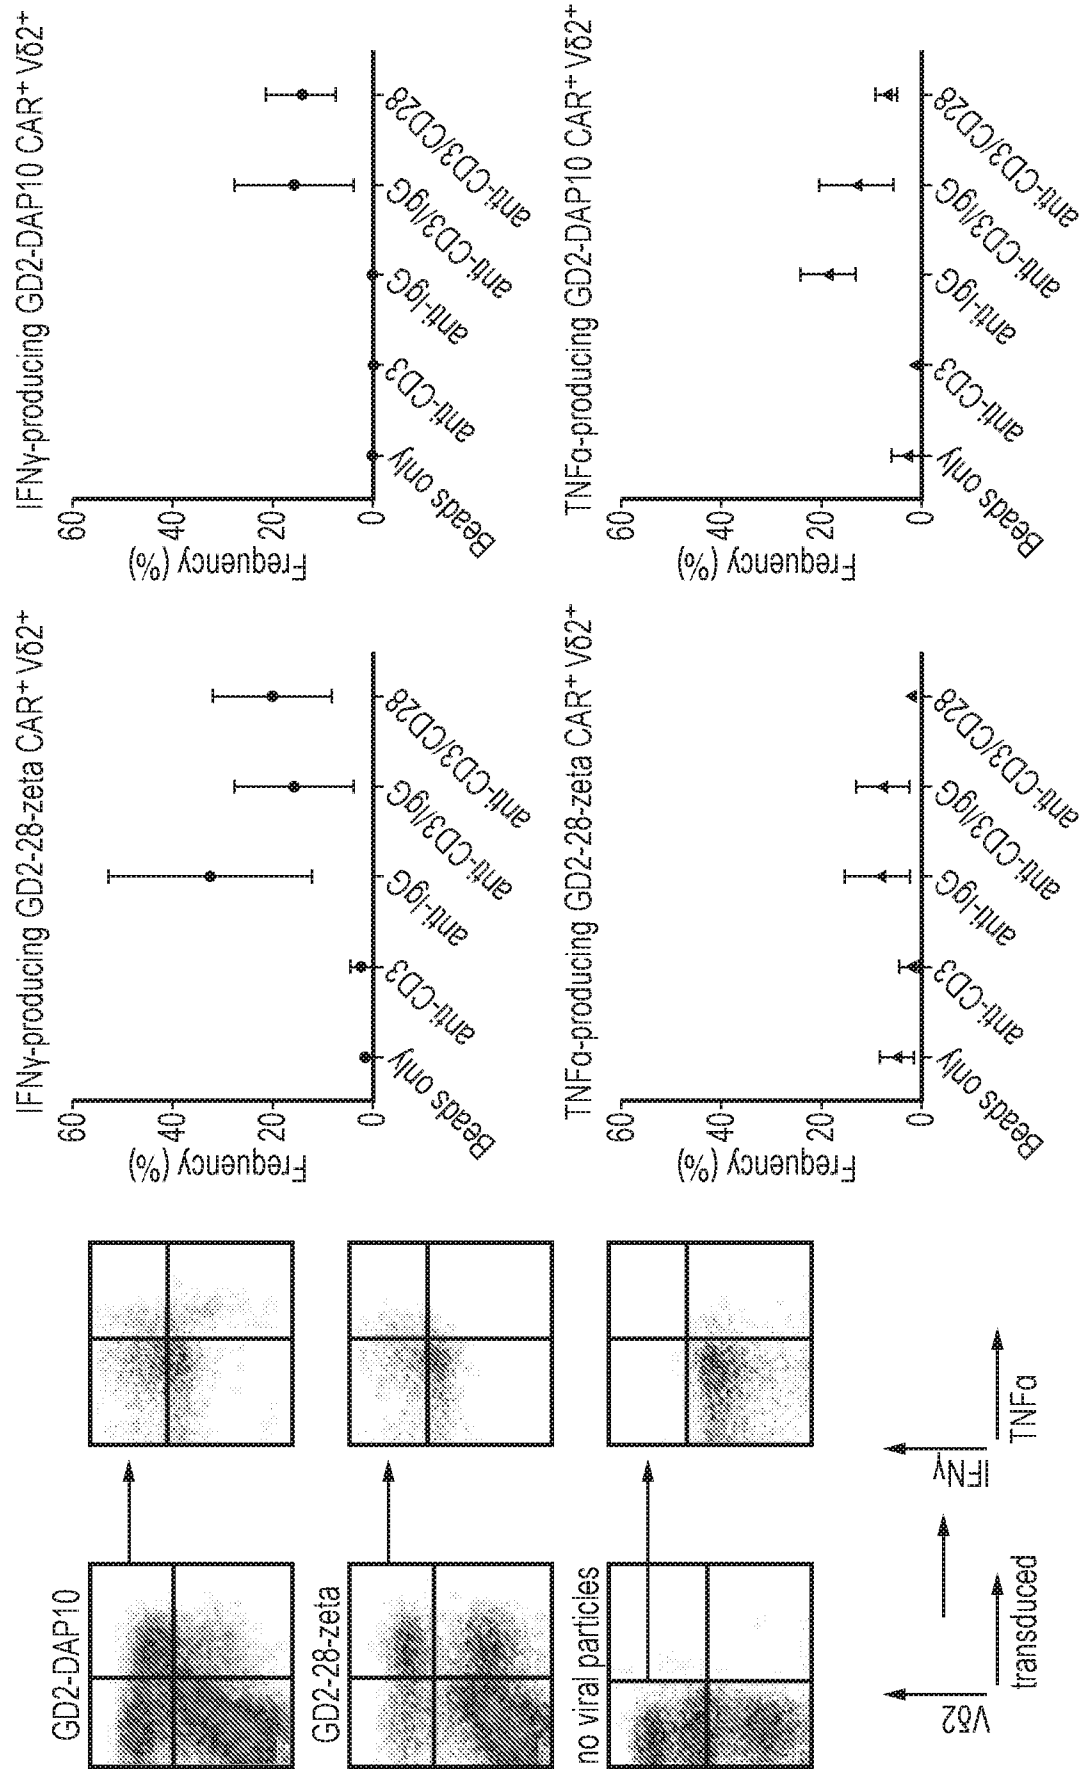 GD2-DAP10
GD2-28-zeta
no viral particles
Vδ2
transduced
IFNγ
TNFα
IFNγ-producing GD2-28-zeta CAR⁺ Vδ2⁺
Frequency (%)
60
40
20
0
Beads only
anti-CD3
anti-IgG
anti-CD3/IgG
anti-CD3/CD28
IFNγ-producing GD2-DAP10 CAR⁺ Vδ2⁺
Frequency (%)
60
40
20
0
Beads only
anti-CD3
anti-IgG
anti-CD3/IgG
anti-CD3/CD28
TNFα-producing GD2-28-zeta CAR⁺ Vδ2⁺
Frequency (%)
60
40
20
0
Beads only
anti-CD3
anti-IgG
anti-CD3/IgG
anti-CD3/CD28
TNFα-producing GD2-DAP10 CAR⁺ Vδ2⁺
Frequency (%)
60
40
20
0
Beads only
anti-CD3
anti-IgG
anti-CD3/IgG
anti-CD3/CD28